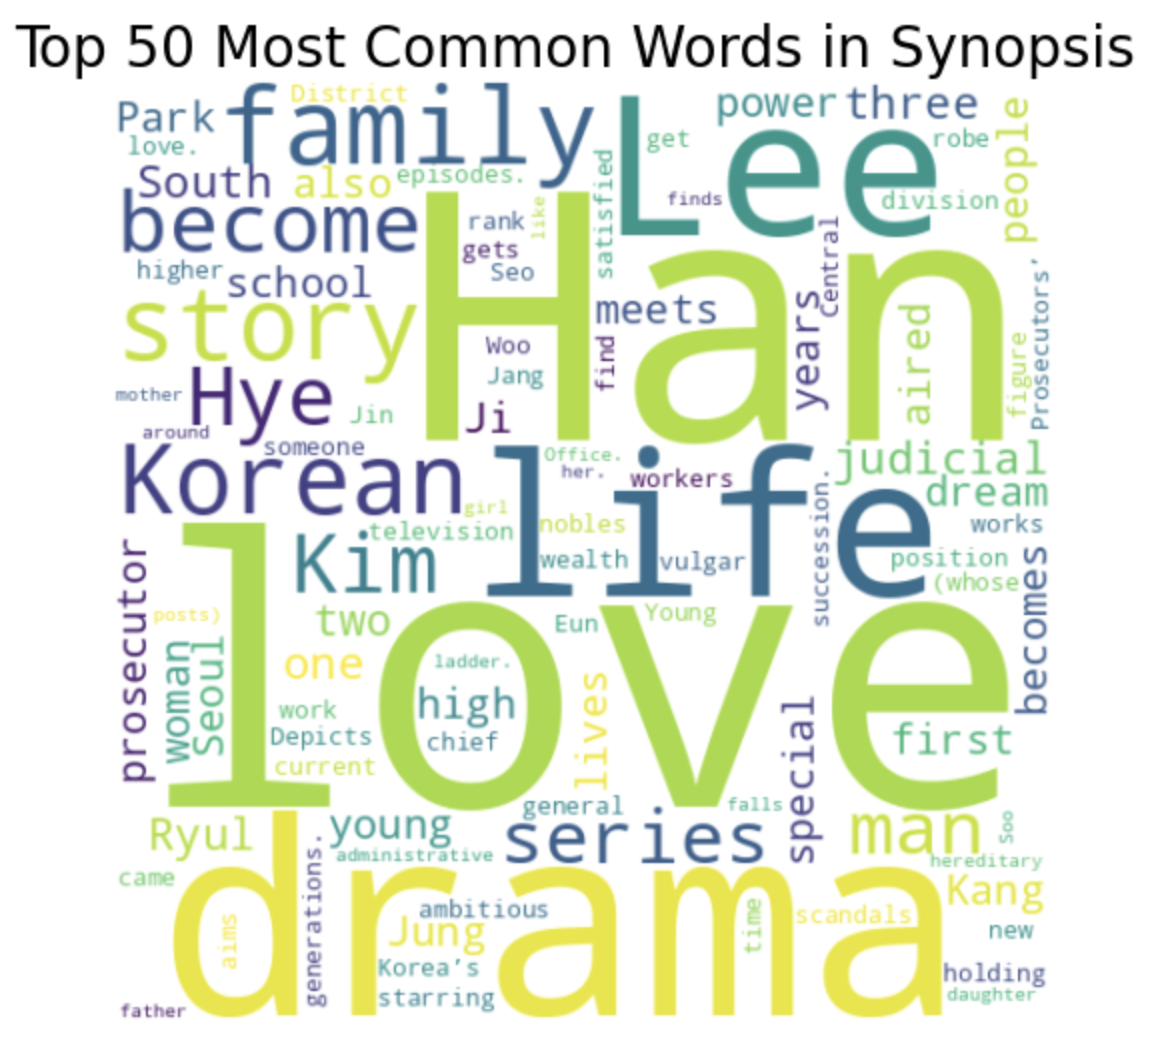 Top 50 Most Common Words in Synopsis
Park
family
District
love.
Lee
power
three
get
robe
people
South
also
episodes.
satisfied
finds
division
become
Han
rank
like
gets
Seo
Central
higher
school
story
meets
years
aired
Prosecutors’
figure
Woo
Jang
find
mother
Hye
Jin
Ji
around
someone
Korean
life
Office.
her.
workers
judicial
dream
girl
television
nobles
works
succession.
Kim
wealth
vulgar
position
(whose
becomes
prosecutor
love
posts)
two
Eun
Young
woman
Seoul
one
ladder.
high
lives
work
Depicts
chief
special
first
current
general
falls
Ryul
young
series
man
Soo
administrative
hereditary
came
drama
generations.
ambitious
Kang
aims
Jung
time
scandals
new
Korea’s
holding
starring
daughter
father